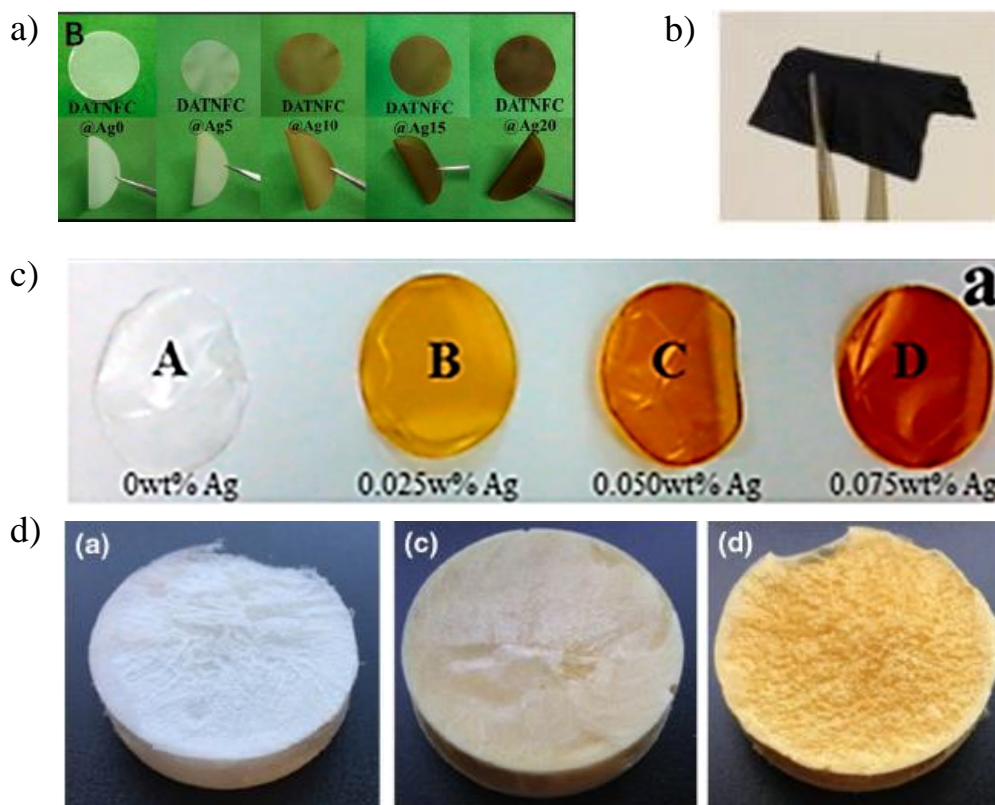 a)
B
DATNFC DATNFC DATNFC DATNFC DATNFC
@Ag0 @Ag5 @Ag10 @Ag15 @Ag20
b)
c)
a
A B C D
0wt% Ag 0.025w% Ag 0.050wt% Ag 0.075wt% Ag
d)
(a) (c) (d)